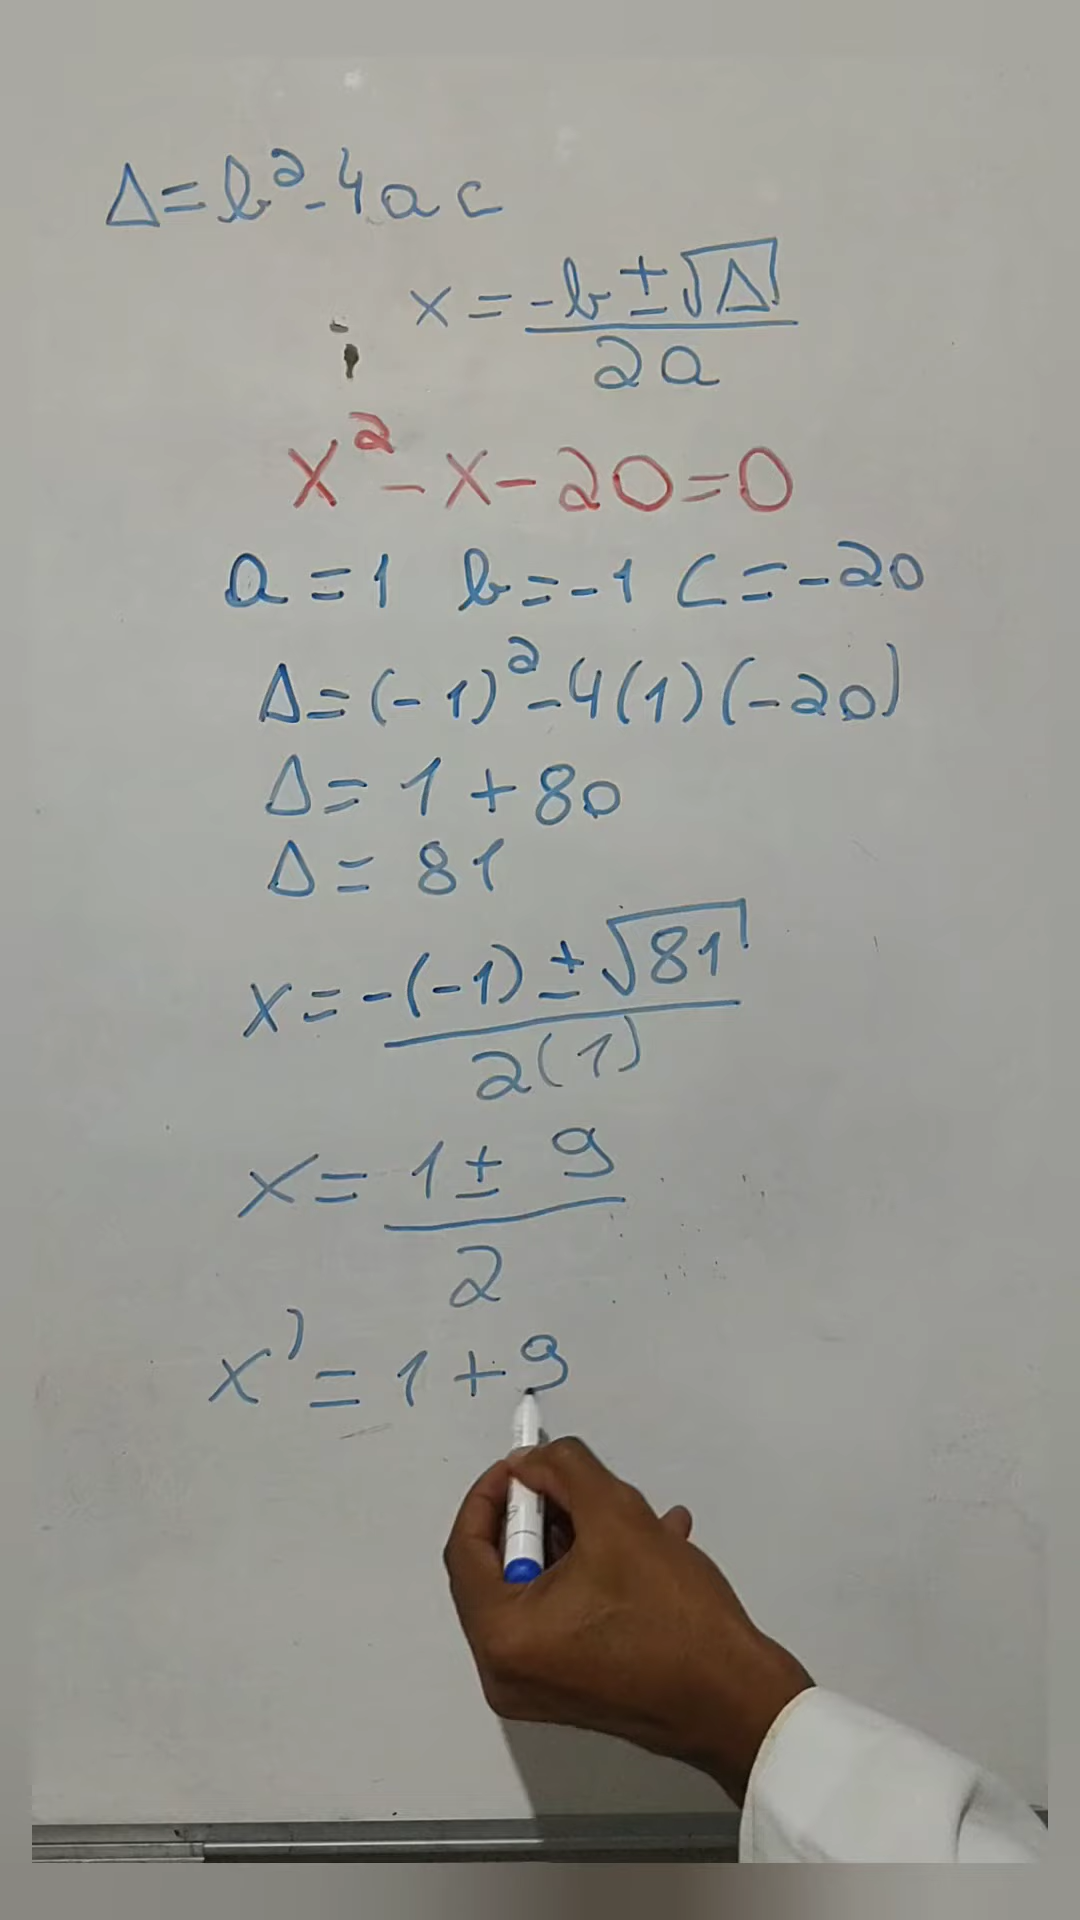 Δ=b²-4ac
x=-b±√Δ/2a
x²-x-20=0
a=1 b=-1 c=-20
Δ=(-1)²-4(1)(-20)
Δ=1+80
Δ=81
x=-(-1)±√81/2(1)
x=1±9/2
x'=1+9